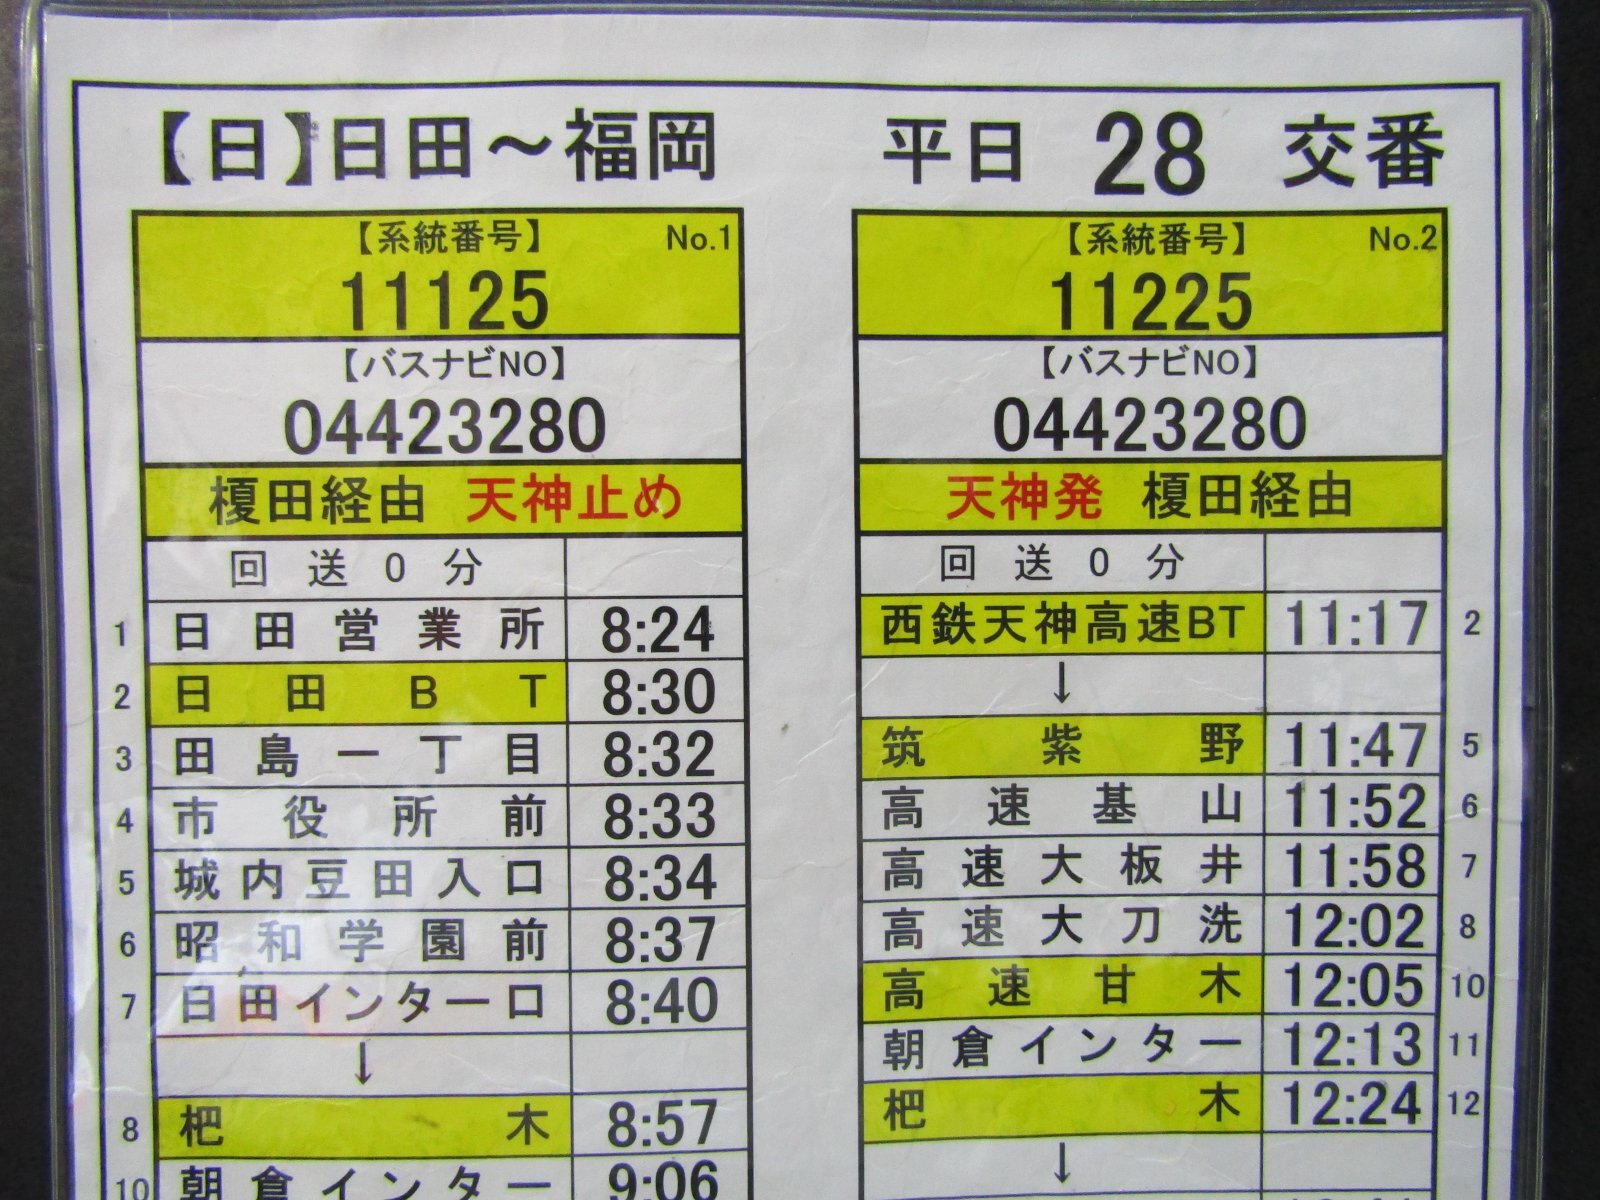 【日】日田～福岡 平日 28 交番
【系統番号】 No.1
11125
【バスナビNO】
04423280
榎田経由 天神止め
回送0分
1 日田営業所 8:24
2 日田BT 8:30
3 田島一丁目 8:32
4 市役所前 8:33
5 城内豆田入口 8:34
6 昭和学園前 8:37
7 日田インター口 8:40
↓
8 杷木 8:57
10 朝倉インター 9:06
【系統番号】 No.2
11225
【バスナビNO】
04423280
天神発 榎田経由
回送0分
西鉄天神高速BT 11:17 2
↓
筑紫野 11:47 5
高速基山 11:52 6
高速大板井 11:58 7
高速大刀洗 12:02 8
高速甘木 12:05 10
朝倉インター 12:13 11
杷木 12:24 12
↓